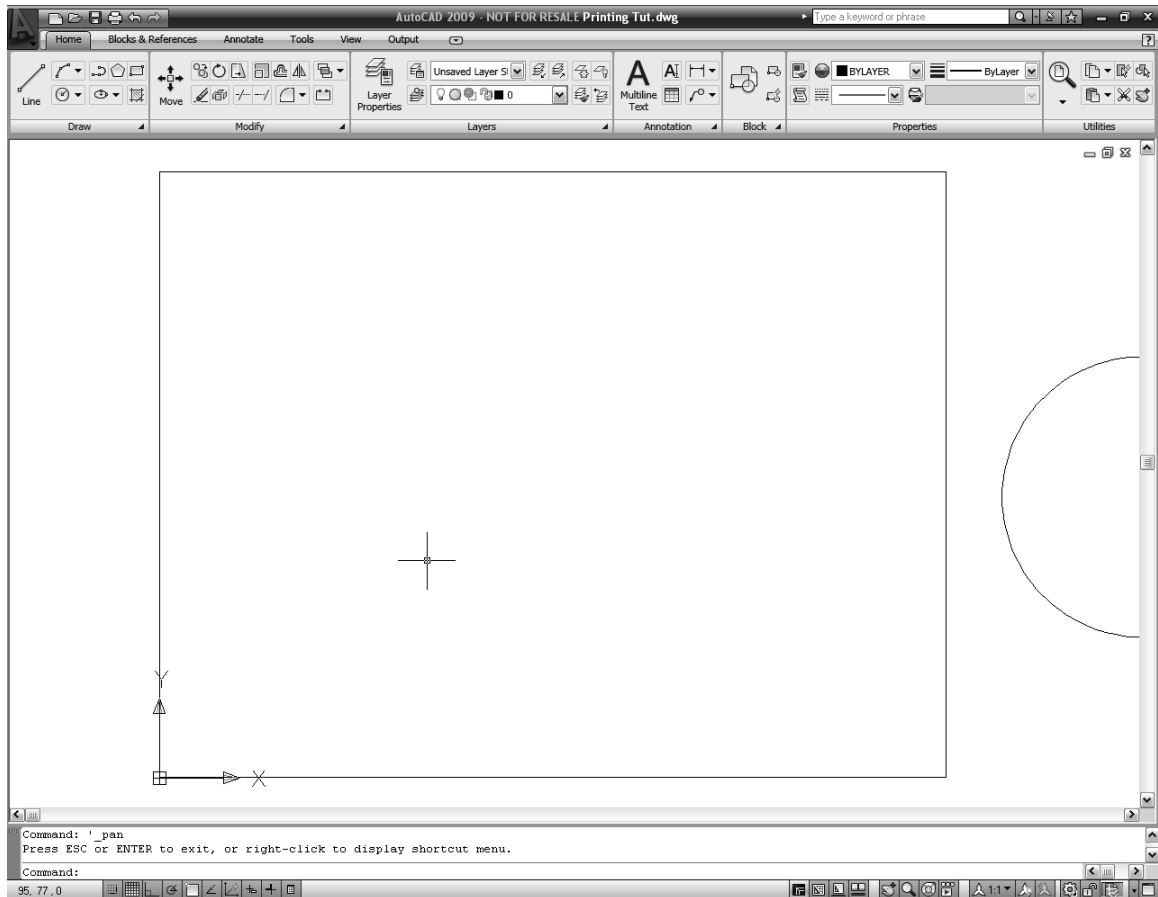 AutoCAD 2009 - NOT FOR RESALE Printing Tut.dwg
Type a keyword or phrase
Home Blocks & References Annotate Tools View Output
Line
Move
Layer Properties
Unsaved Layer S
0
A
Multiline Text
AI
BYLAYER
ByLayer
Draw Modify Layers Annotation Block Properties Utilities
Y
X
Command: '_pan
Press ESC or ENTER to exit, or right-click to display shortcut menu.
Command:
95, 77, 0
1:1